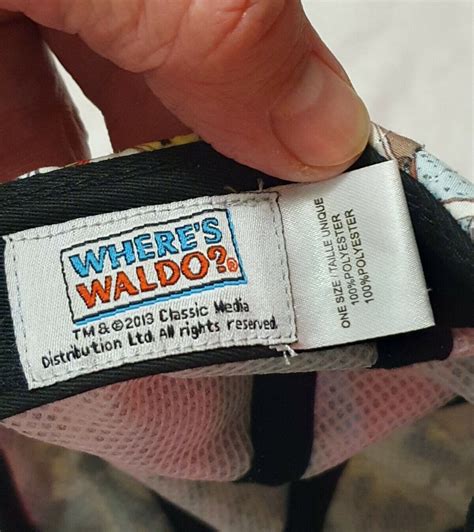 WHERE'S
WALDO?®
TM & © 2013 Classic Media
Distribution Ltd. All rights reserved.
ONE SIZE / TAILLE UNIQUE
100%POLYESTER
100%POLYESTER